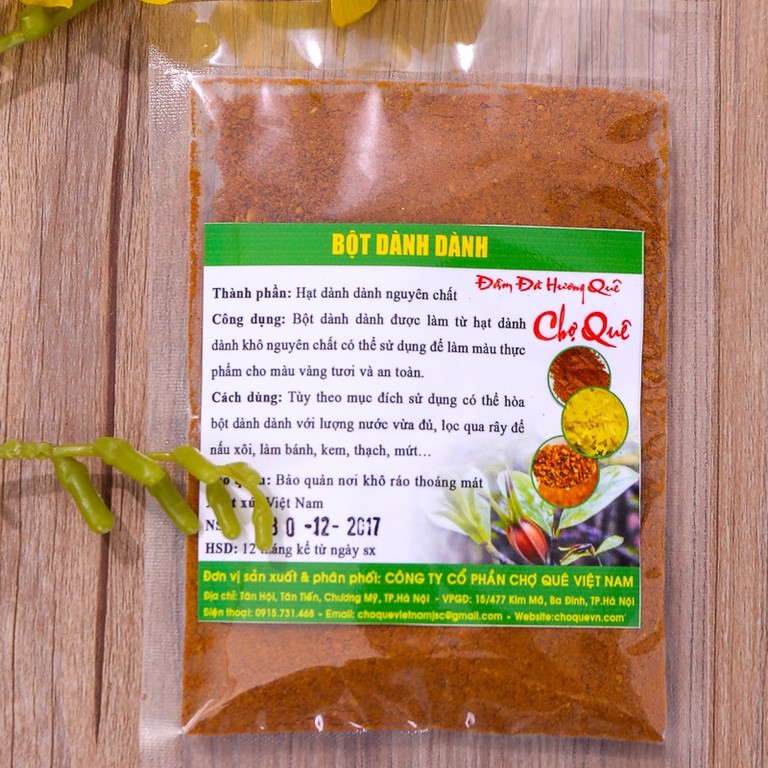 BỘT DÀNH DÀNH
Đậm Đà Hương Quê
Chợ Quê
Thành phần: Hạt dành dành nguyên chất
Công dụng: Bột dành dành được làm từ hạt dành
dành khô nguyên chất có thể sử dụng để làm màu thực
phẩm cho màu vàng tươi và an toàn.
Cách dùng: Tùy theo mục đích sử dụng có thể hòa
bột dành dành với lượng nước vừa đủ, lọc qua rây để
nấu xôi, làm bánh, kem, thạch, mứt...
quản: Bảo quản nơi khô ráo thoáng mát
xứ: Việt Nam
30 -12- 2017
HSD: 12 tháng kể từ ngày sx
Đơn vị sản xuất & phân phối: CÔNG TY CỔ PHẦN CHỢ QUÊ VIỆT NAM
Địa chỉ: Tân Hội, Tân Tiến, Chương Mỹ, TP.Hà Nội - VPGD: 15/477 Kim Mã, Ba Đình, TP.Hà Nội
Điện thoại: 0915.731.468 - Email: choquevietnamjsc@gmail.com - Website:choquevn.com